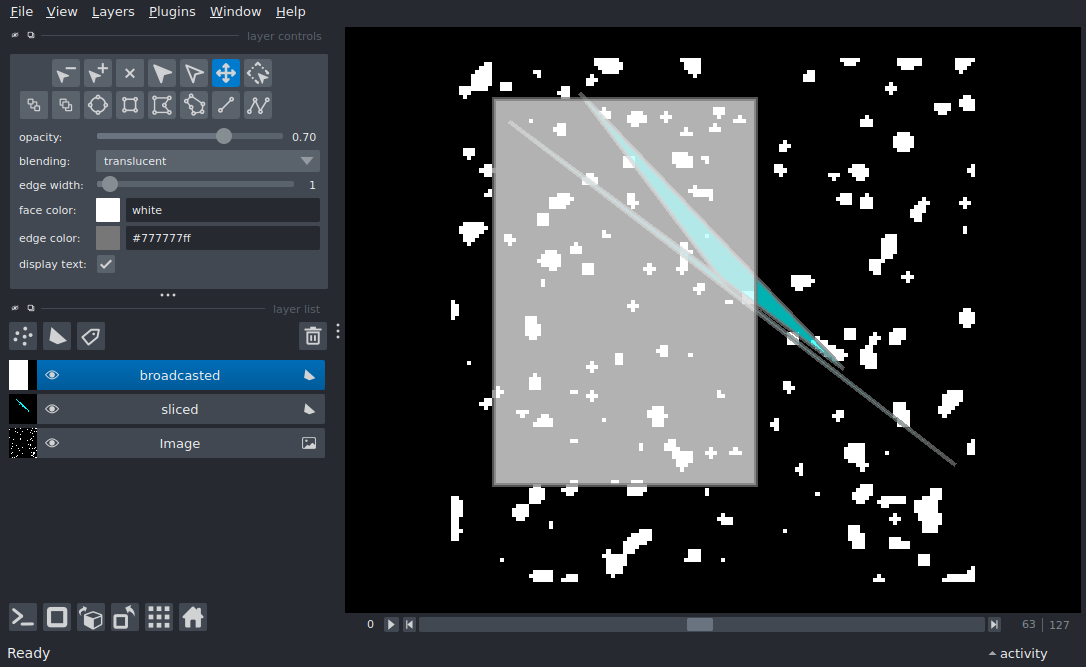 File View Layers Plugins Window Help
layer controls
opacity: 0.70
blending: translucent
edge width: 1
face color: white
edge color: #777777ff
display text:
layer list
broadcasted
sliced
Image
0 63 127
Ready activity